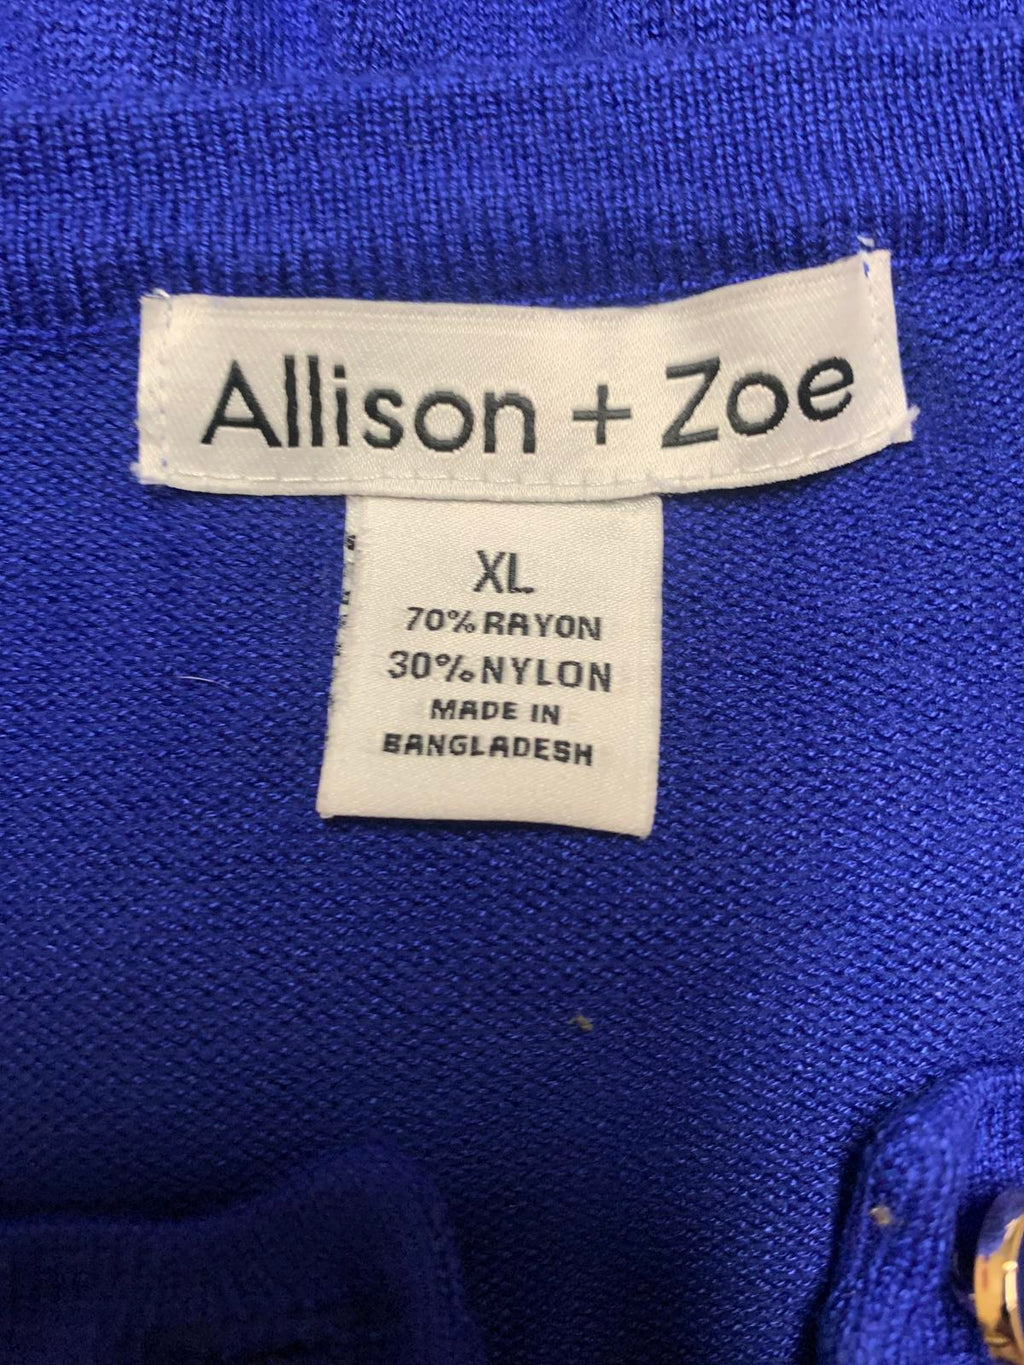 Allison + Zoe
XL
70% RAYON
30% NYLON
MADE IN
BANGLADESH